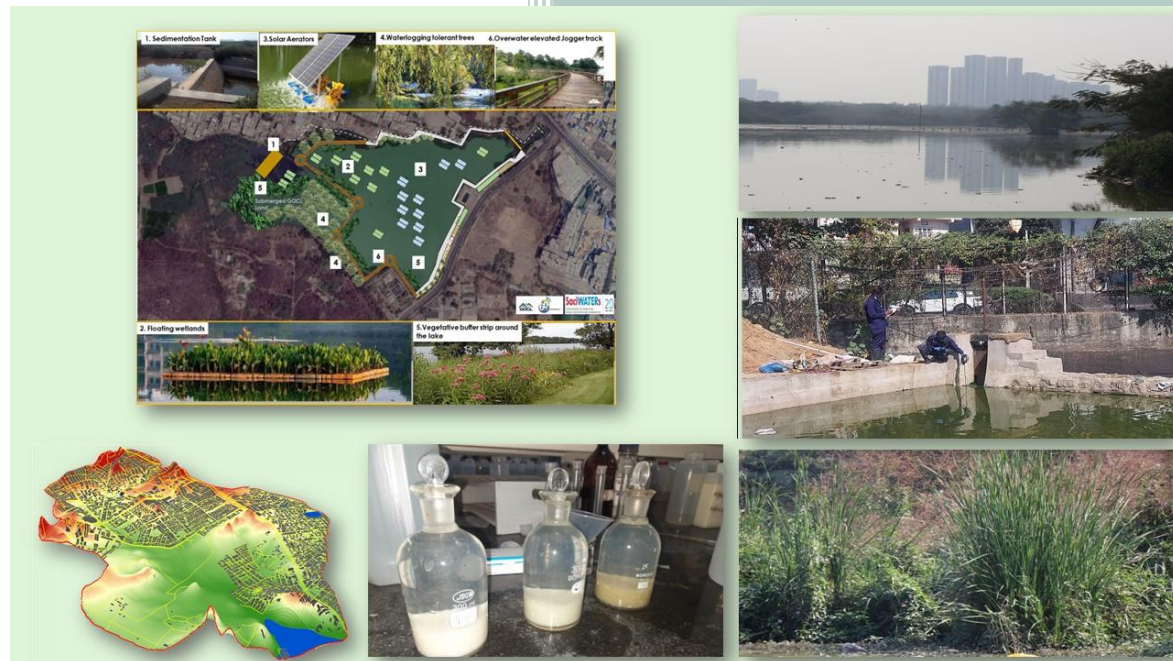 1. Sedimentation Tank
3.Solar Aerators
4.Waterlogging tolerant trees
6.Overwater elevated Jogger track
1
2
3
5
Submerged GOCL
Land
4
4
6
5
SaciWATERs
2. Floating wetlands
5.Vegetative buffer strip around
the lake